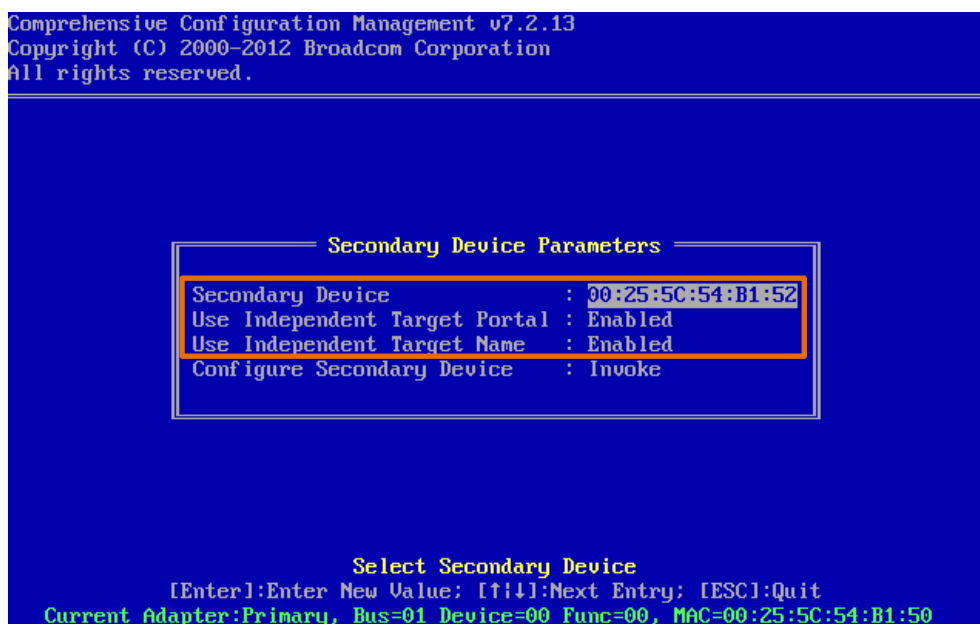 Comprehensive Configuration Management v7.2.13
Copyright (C) 2000-2012 Broadcom Corporation
All rights reserved.
Secondary Device Parameters
Secondary Device : 00:25:5C:54:B1:52
Use Independent Target Portal : Enabled
Use Independent Target Name : Enabled
Configure Secondary Device : Invoke
Select Secondary Device
[Enter]:Enter New Value; [↑|↓]:Next Entry; [ESC]:Quit
Current Adapter:Primary, Bus=01 Device=00 Func=00, MAC=00:25:5C:54:B1:50